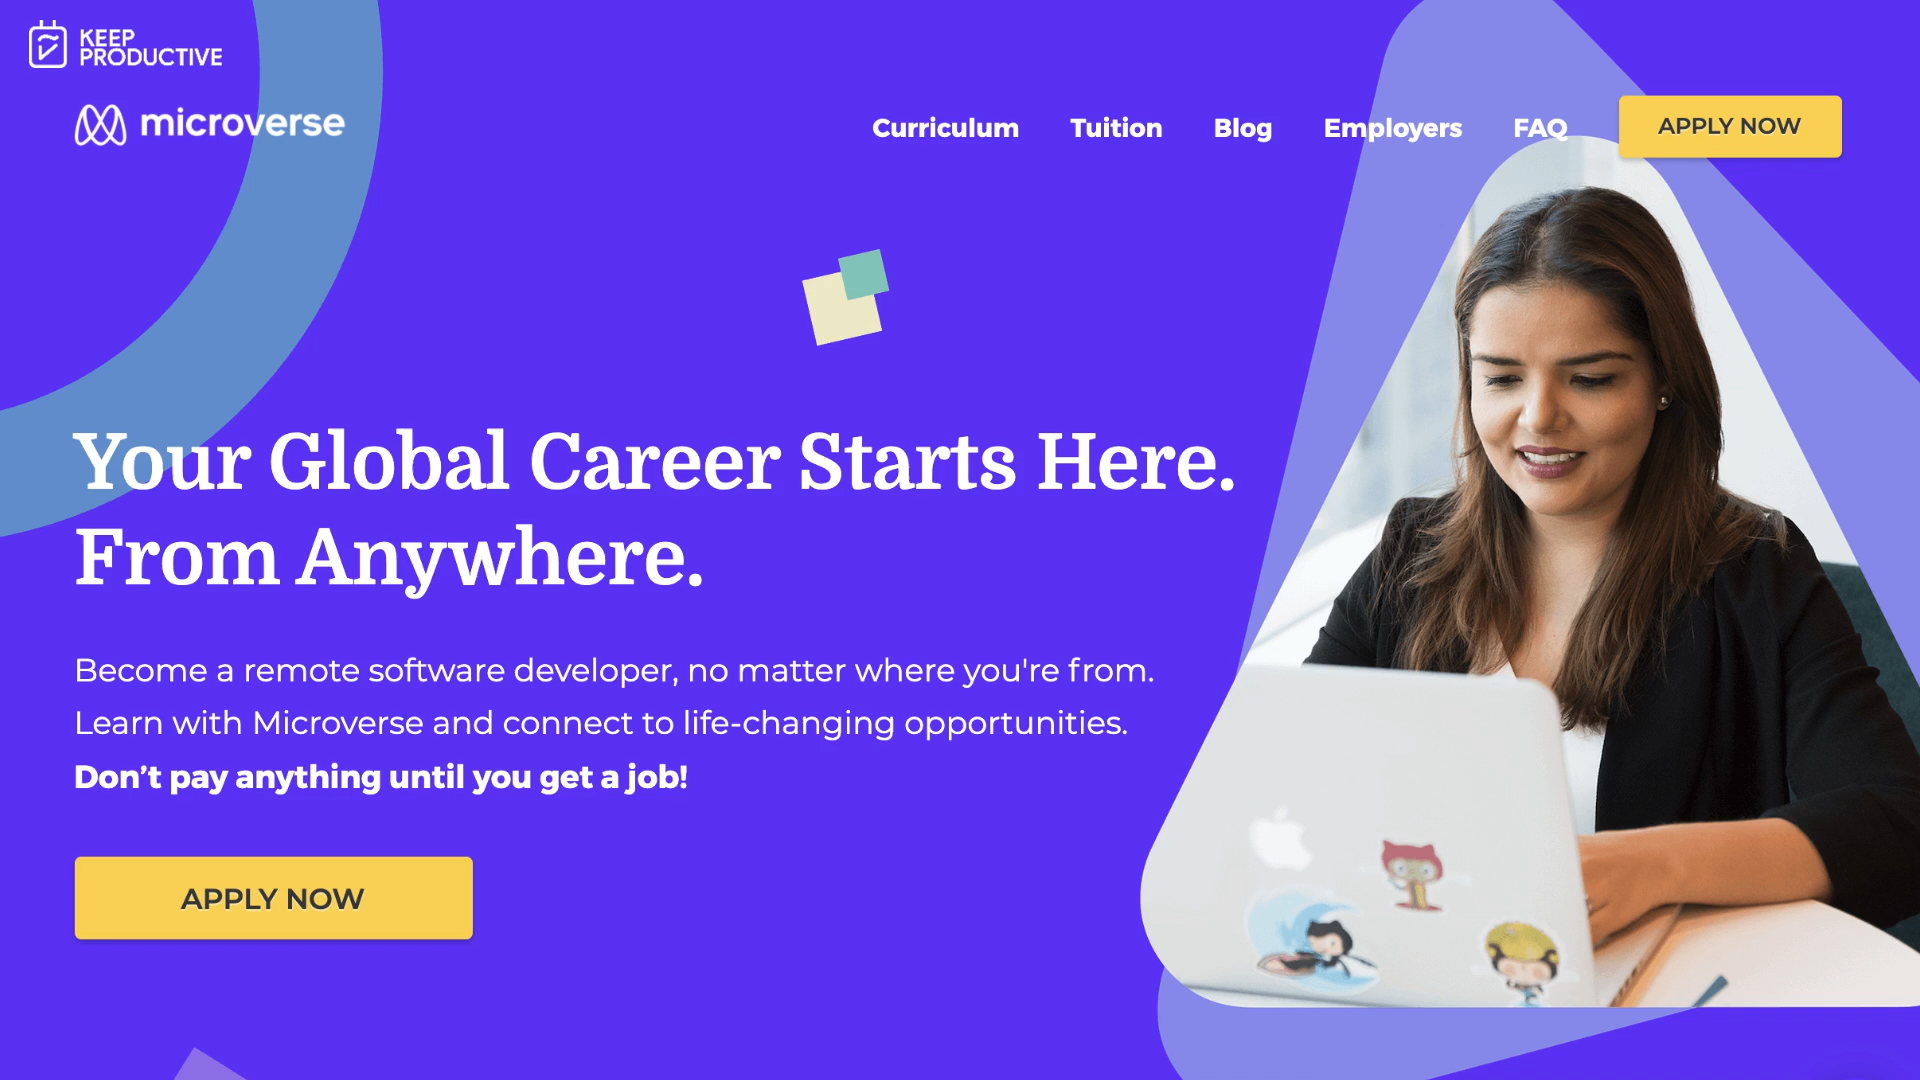 KEEP
PRODUCTIVE
microverse
Curriculum
Tuition
Blog
Employers
FAQ
APPLY NOW
Your Global Career Starts Here.
From Anywhere.
Become a remote software developer, no matter where you're from.
Learn with Microverse and connect to life-changing opportunities.
Don’t pay anything until you get a job!
APPLY NOW